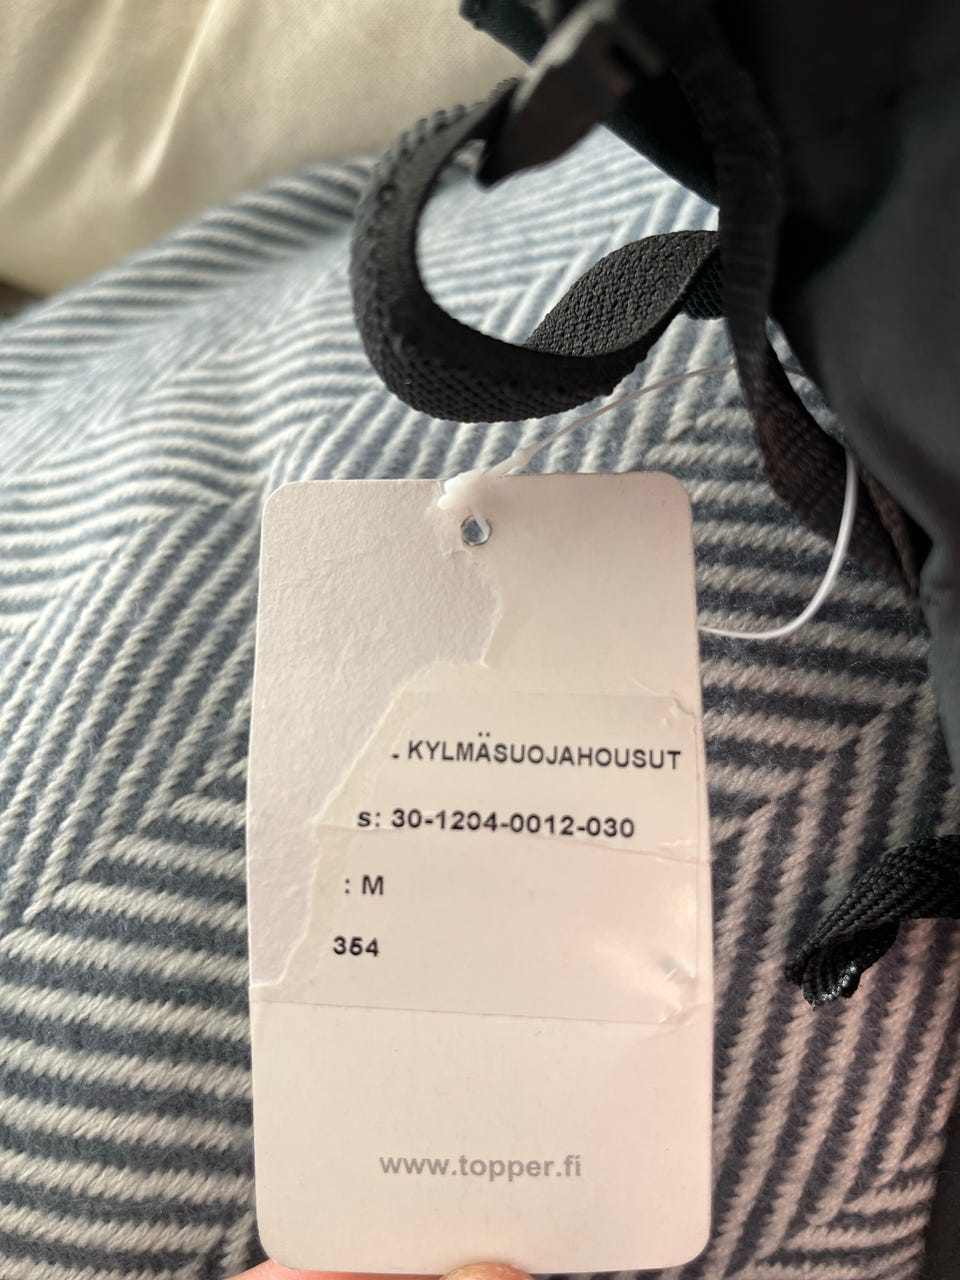 . KYLMÄSUOJAHOUSUT
s: 30-1204-0012-030
: M
354
www.topper.fi